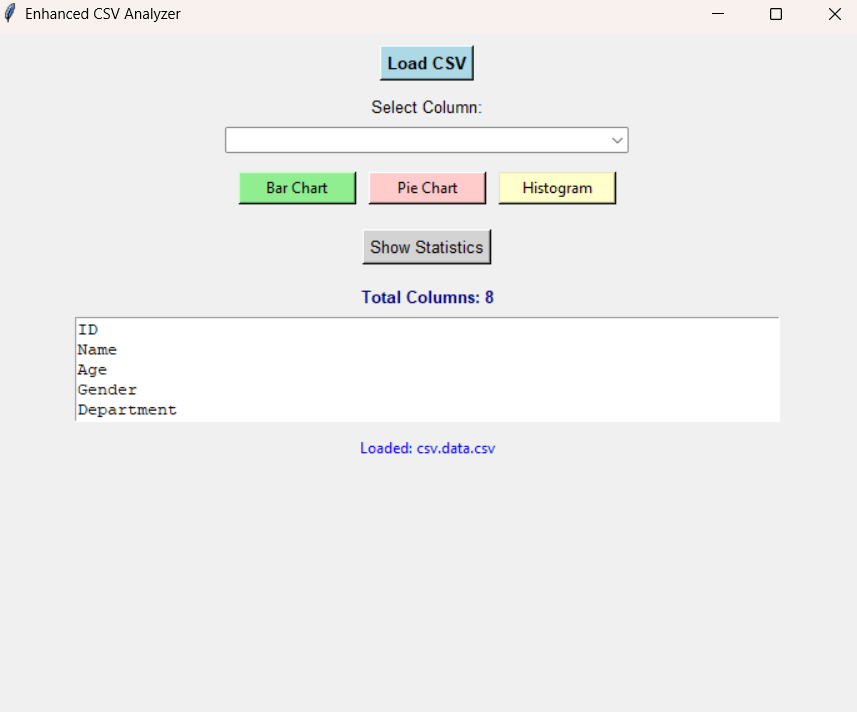 Enhanced CSV Analyzer
Load CSV
Select Column:
Bar Chart Pie Chart Histogram
Show Statistics
Total Columns: 8
ID
Name
Age
Gender
Department
Loaded: csv.data.csv